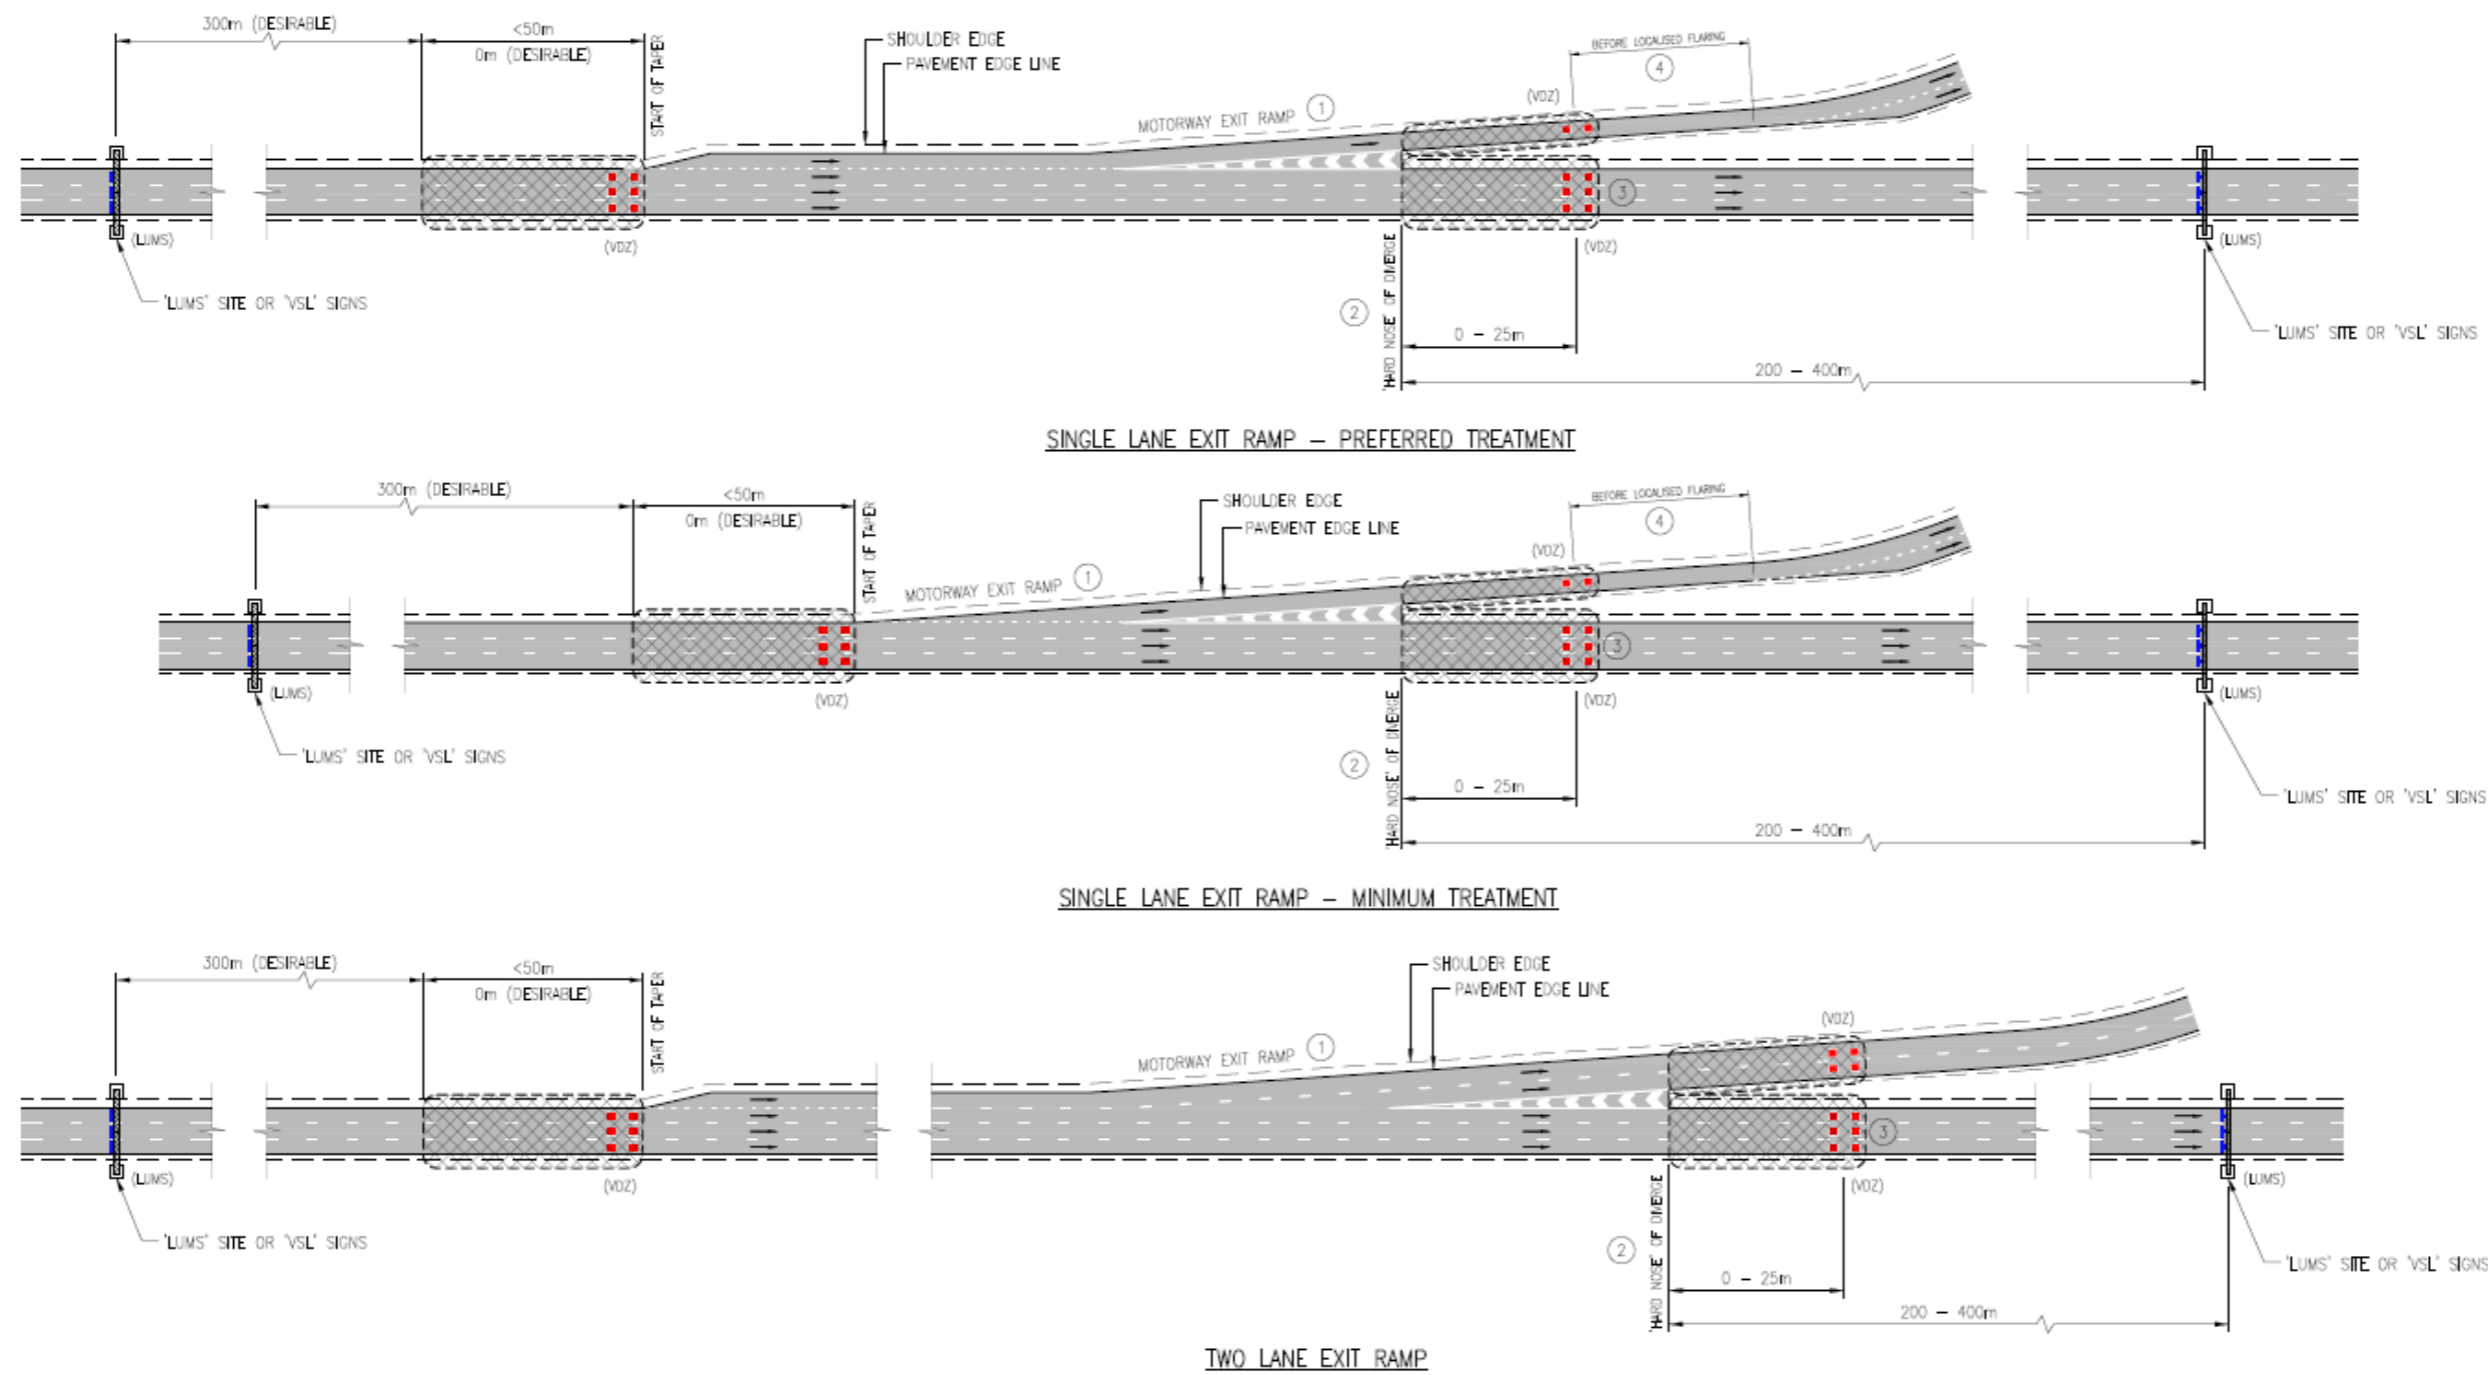 300m (DESIRABLE)
<50m
0m (DESIRABLE)
START OF TAPER
SHOULDER EDGE
PAVEMENT EDGE LINE
BEFORE LOCALISED FLARING
4
(VDZ)
MOTORWAY EXIT RAMP 1
(LUMS)
(VDZ)
3
(VDZ)
(LUMS)
'LUMS' SITE OR 'VSL' SIGNS
2
'HARD NOSE' OF DIVERGE
0 – 25m
'LUMS' SITE OR 'VSL' SIGNS
200 – 400m
SINGLE LANE EXIT RAMP – PREFERRED TREATMENT
300m (DESIRABLE)
<50m
0m (DESIRABLE)
START OF TAPER
SHOULDER EDGE
PAVEMENT EDGE LINE
BEFORE LOCALISED FLARING
4
(VDZ)
MOTORWAY EXIT RAMP 1
3
(LUMS)
(VDZ)
(VDZ)
(LUMS)
'LUMS' SITE OR 'VSL' SIGNS
2
'HARD NOSE' OF DIVERGE
0 – 25m
'LUMS' SITE OR 'VSL' SIGNS
200 – 400m
SINGLE LANE EXIT RAMP – MINIMUM TREATMENT
300m (DESIRABLE)
<50m
0m (DESIRABLE)
START OF TAPER
SHOULDER EDGE
PAVEMENT EDGE LINE
(VDZ)
MOTORWAY EXIT RAMP 1
3
(LUMS)
(VDZ)
(VDZ)
(LUMS)
'LUMS' SITE OR 'VSL' SIGNS
2
'HARD NOSE' OF DIVERGE
'LUMS' SITE OR 'VSL' SIGNS
0 – 25m
200 – 400m
TWO LANE EXIT RAMP